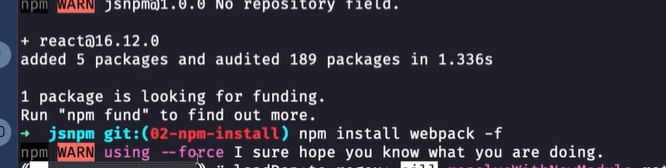 npm WARN jsnpm@1.0.0 No repository field.
+ react@16.12.0
added 5 packages and audited 189 packages in 1.336s
1 package is looking for funding.
Run "npm fund" to find out more.
→ jsnpm git:(02-npm-install) npm install webpack -f
npm WARN using --force I sure hope you know what you are doing.